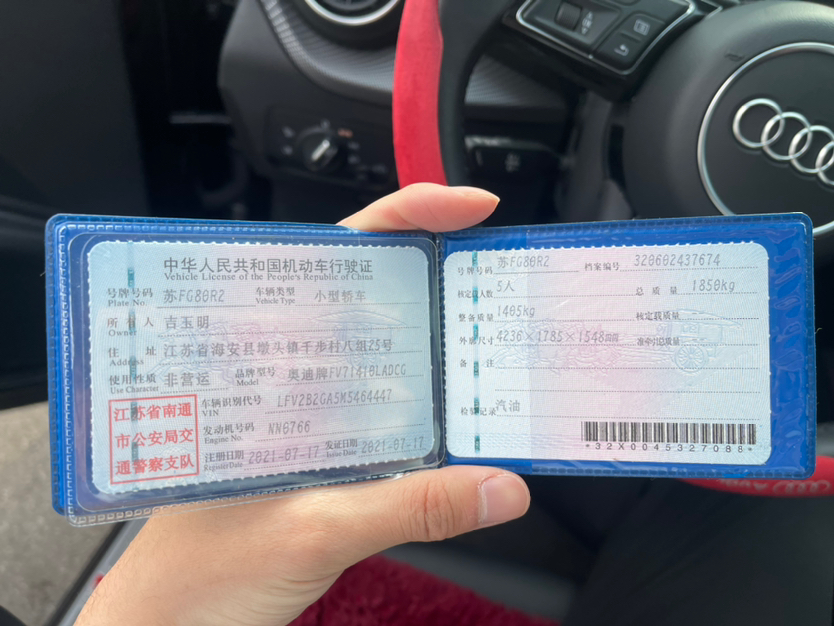 中华人民共和国机动车行驶证
Vehicle License of the People's Republic of China
号牌号码 苏FG80R2 车辆类型 小型轿车
Plate No. Vehicle Type
所有人 吉玉明
Owner
住址 江苏省海安县墩头镇千步村八组25号
Address
使用性质 非营运 品牌型号 奥迪牌FV7141BLADCG
Use Character Model
江苏省南通
市公安局交
通警察支队
车辆识别代号 LFV2B2GA5M5464447
VIN
发动机号码 NN6766
Engine No.
注册日期 2021-07-17 发证日期 2021-07-17
Register Date Issue Date
号牌号码 苏FG80R2 档案编号 320602437674
核定载人数 5人 总质量 1850kg
整备质量 1405kg 核定载质量
外廓尺寸 4236×1785×1548mm 准牵引总质量
备注
检验记录 汽油
*32X0045327088*